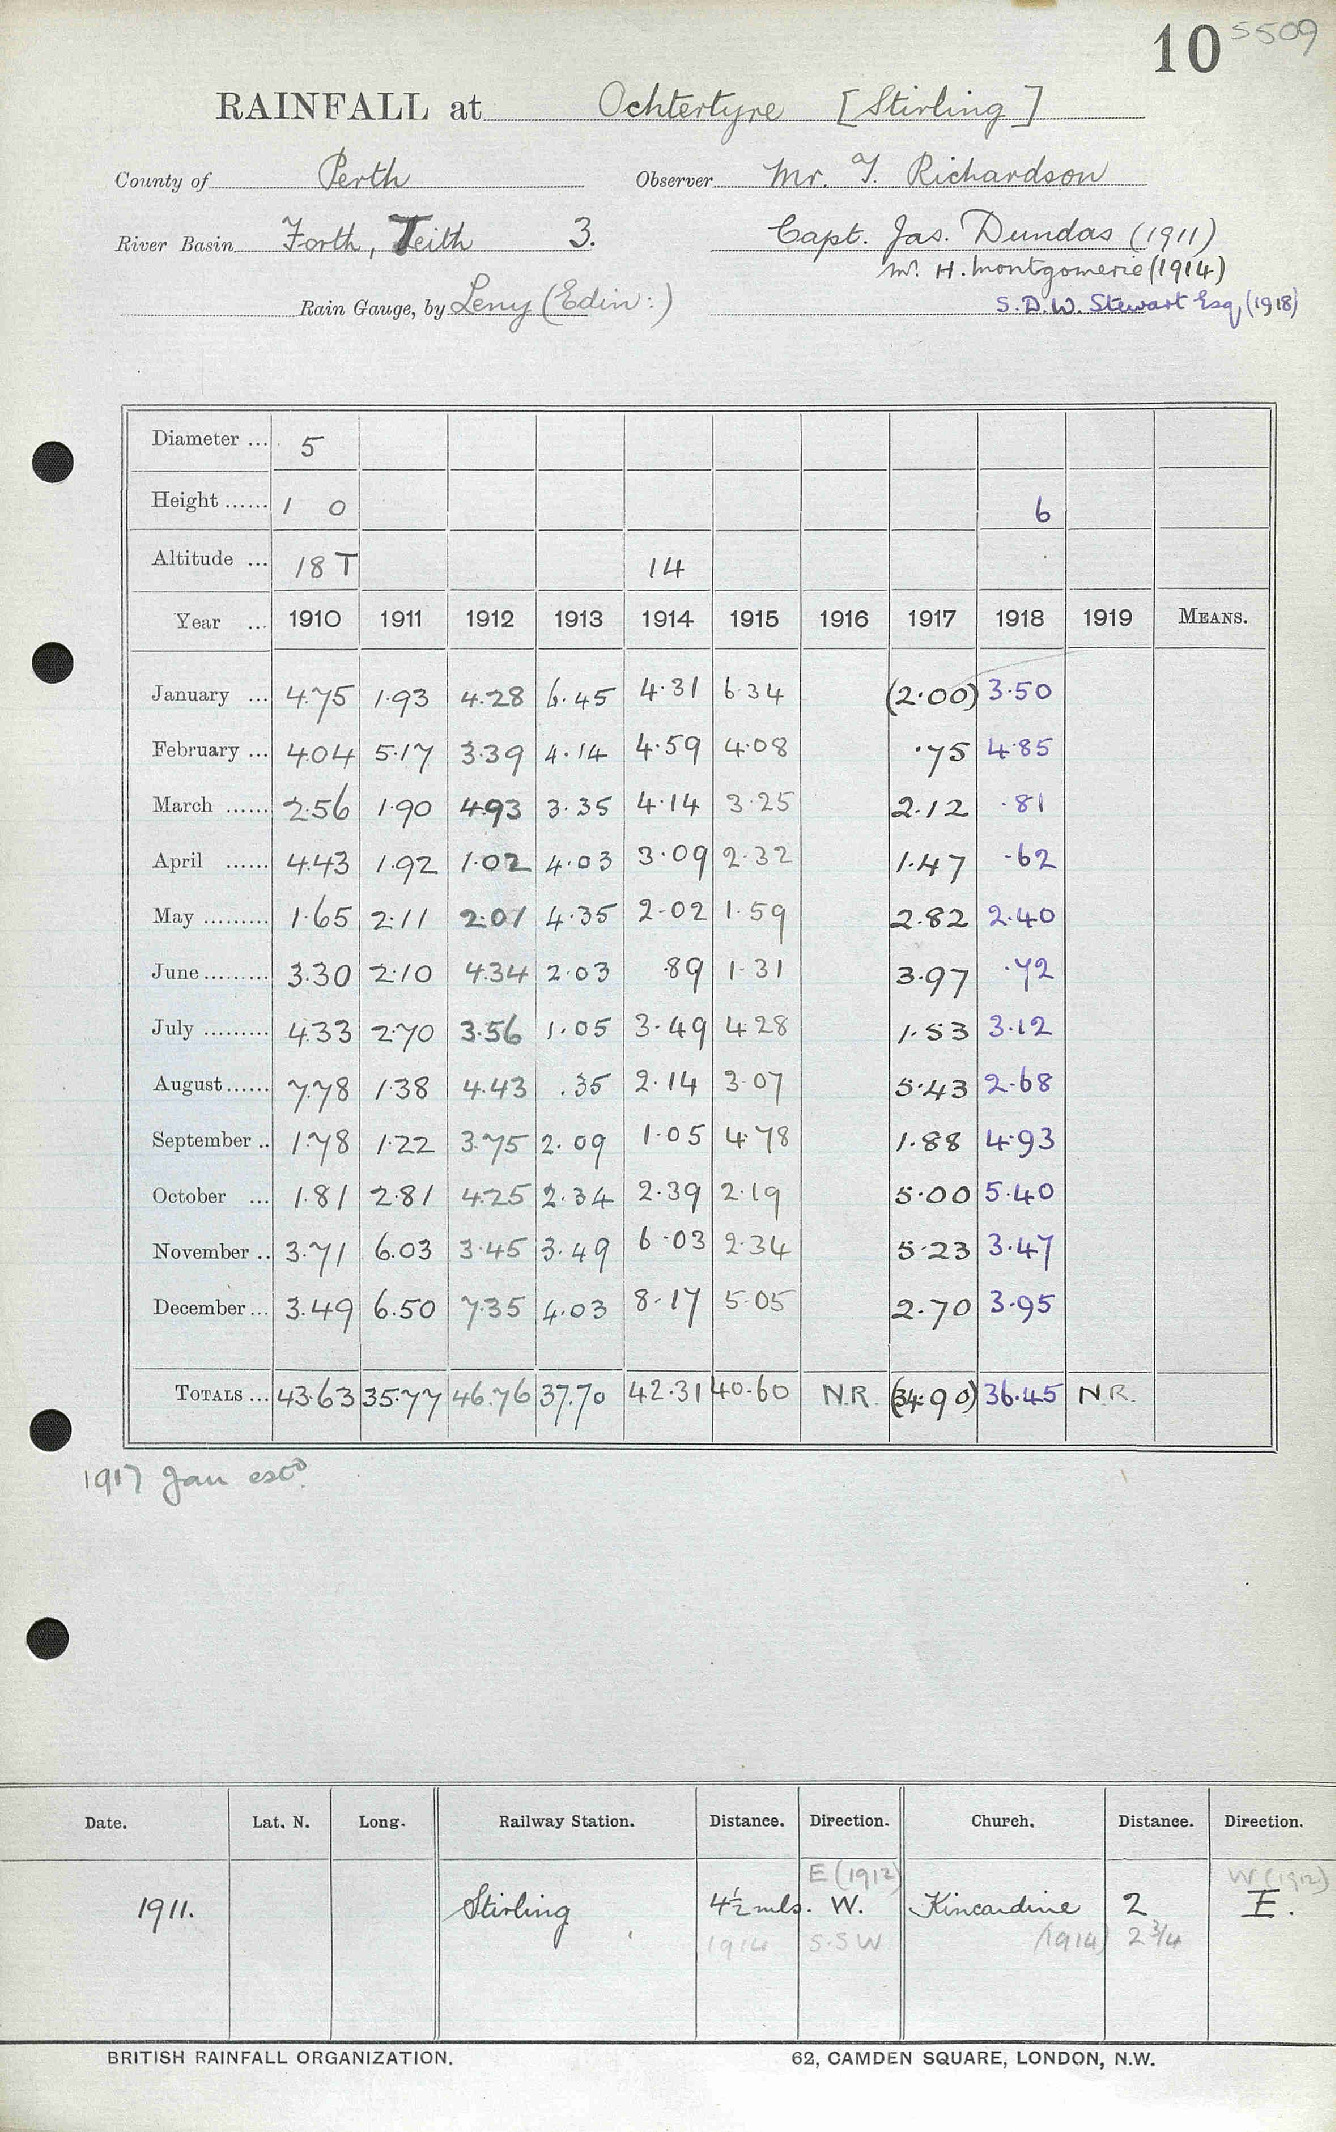 10 5509
RAINFALL at Ochtertyre [Stirling]
County of Perth Observer Mr. T. Richardson
River Basin Forth, Teith 3. Capt. Jas. Dundas (1911)
Mr. H. Montgomerie (1914)
Rain Gauge, by Leny (Edin:) S.D.W. Stewart Esq (1918)
Diameter ... 5
Height ...... 1 0 6
Altitude ... 18 T 14
Year ... 1910 1911 1912 1913 1914 1915 1916 1917 1918 1919 MEANS.
January ... 4.75 1.93 4.28 6.45 4.31 6.34 (2.00) 3.50
February ... 4.04 5.17 3.39 4.14 4.59 4.08 .75 4.85
March ...... 2.56 1.90 4.93 3.35 4.14 3.25 2.12 .81
April ...... 4.43 1.92 1.02 4.03 3.09 2.32 1.47 .62
May ......... 1.65 2.11 2.01 4.35 2.02 1.59 2.82 2.40
June ......... 3.30 2.10 4.34 2.03 .89 1.31 3.97 .72
July ......... 4.33 2.70 3.56 1.05 3.49 4.28 1.53 3.12
August ...... 7.78 1.38 4.43 .35 2.14 3.07 5.43 2.68
September .. 1.78 1.22 3.75 2.09 1.05 4.78 1.88 4.93
October ... 1.81 2.81 4.25 2.34 2.39 2.19 5.00 5.40
November .. 3.71 6.03 3.45 3.49 6.03 2.34 5.23 3.47
December ... 3.49 6.50 7.35 4.03 8.17 5.05 2.70 3.95
TOTALS ... 43.63 35.77 46.76 37.70 42.31 40.60 N.R. (34.90) 36.45 N.R.
1917 Jan estd.
Date. Lat. N. Long. Railway Station. Distance. Direction. Church. Distance. Direction.
E (1912) W (1912)
1911. Stirling 4½ mls. W. Kincardine 2 E.
1914 S.SW (1914) 2¾
BRITISH RAINFALL ORGANIZATION. 62, CAMDEN SQUARE, LONDON, N.W.